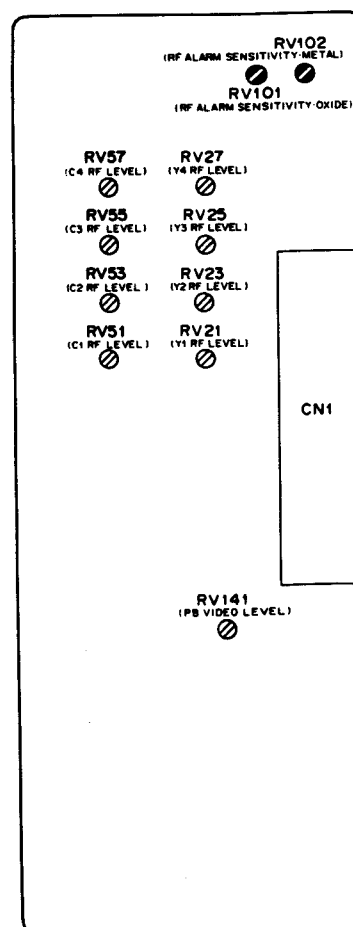 RV102
(RF ALARM SENSITIVITY-METAL)
RV101
(RF ALARM SENSITIVITY-OXIDE)
RV57 RV27
(C4 RF LEVEL) (Y4 RF LEVEL)
RV55 RV25
(C3 RF LEVEL) (Y3 RF LEVEL)
RV53 RV23
(C2 RF LEVEL) (Y2 RF LEVEL)
RV51 RV21
(C1 RF LEVEL) (Y1 RF LEVEL)
CN1
RV141
(PB VIDEO LEVEL)